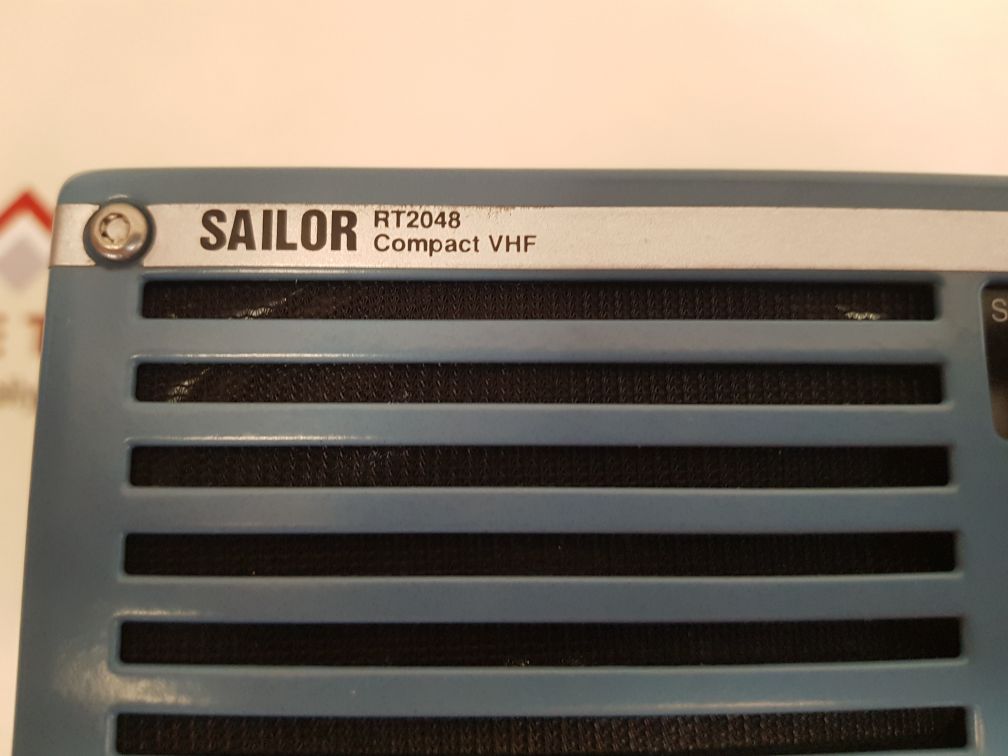 SAILOR RT2048
Compact VHF
S